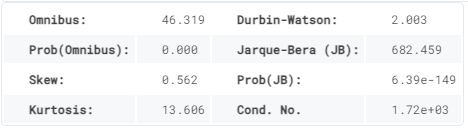 Omnibus: 46.319 Durbin-Watson: 2.003
Prob(Omnibus): 0.000 Jarque-Bera (JB): 682.459
Skew: 0.562 Prob(JB): 6.39e-149
Kurtosis: 13.606 Cond. No. 1.72e+03